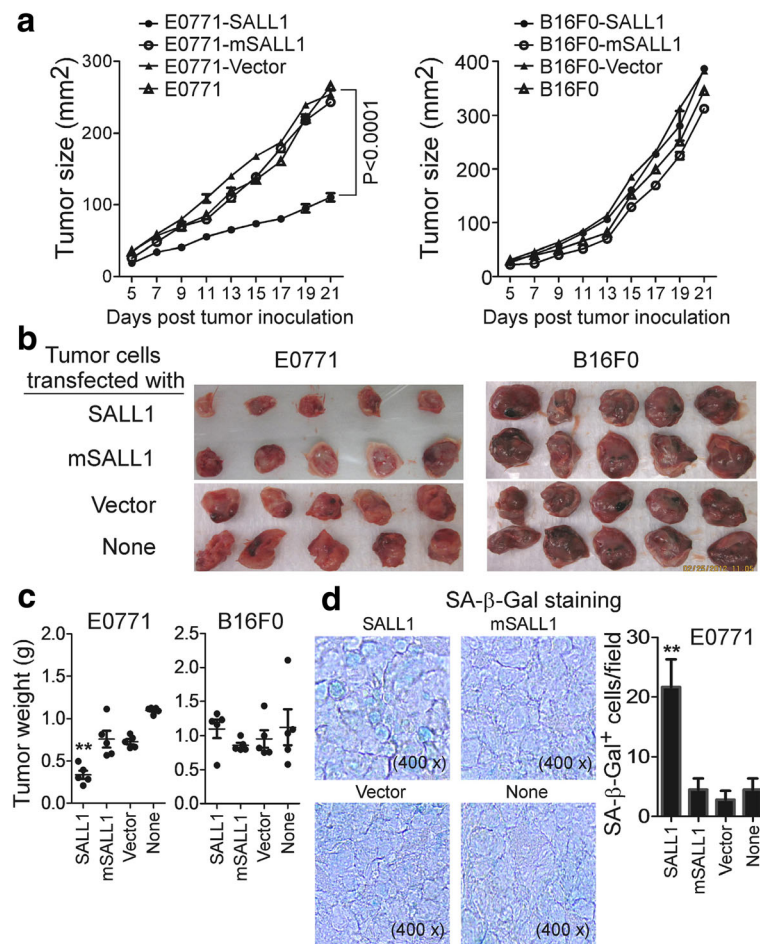 a
E0771-SALL1
E0771-mSALL1
E0771-Vector
E0771
Tumor size (mm2)
300
200
100
0
P<0.0001
5 7 9 11 13 15 17 19 21
Days post tumor inoculation
B16F0-SALL1
B16F0-mSALL1
B16F0-Vector
B16F0
Tumor size (mm2)
400
300
200
100
0
5 7 9 11 13 15 17 19 21
Days post tumor inoculation
b
Tumor cells
transfected with
E0771
B16F0
SALL1
mSALL1
Vector
None
c
E0771
Tumor weight (g)
2.0
1.5
1.0
0.5
0.0
**
SALL1
mSALL1
Vector
None
B16F0
2.5
2.0
1.5
1.0
0.5
0.0
SALL1
mSALL1
Vector
None
d
SA-β-Gal staining
SALL1
mSALL1
(400 x)
(400 x)
Vector
None
(400 x)
(400 x)
E0771
SA-β-Gal+ cells/field
30
20
10
0
**
SALL1
mSALL1
Vector
None